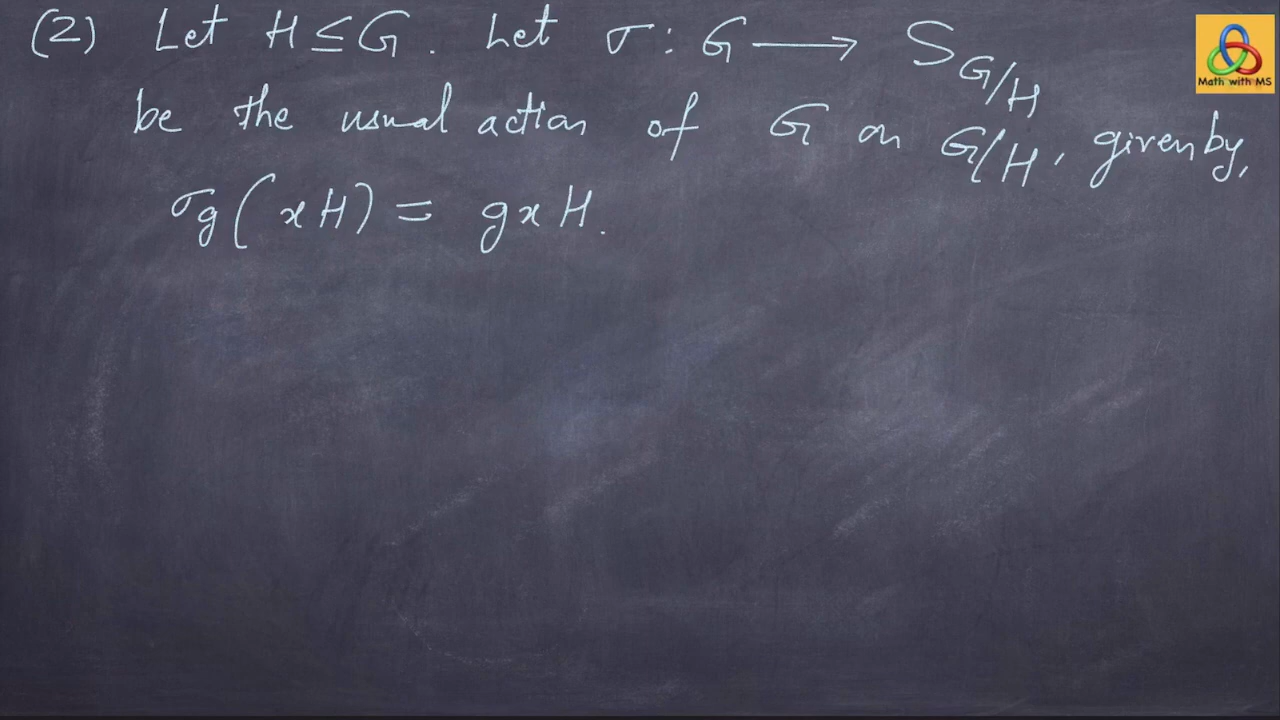 (2) Let H ≤ G. Let σ : G ⟶ S_{G/H}
be the usual action of G on G/H, given by,
σ_g(xH) = gxH.
Math with MS